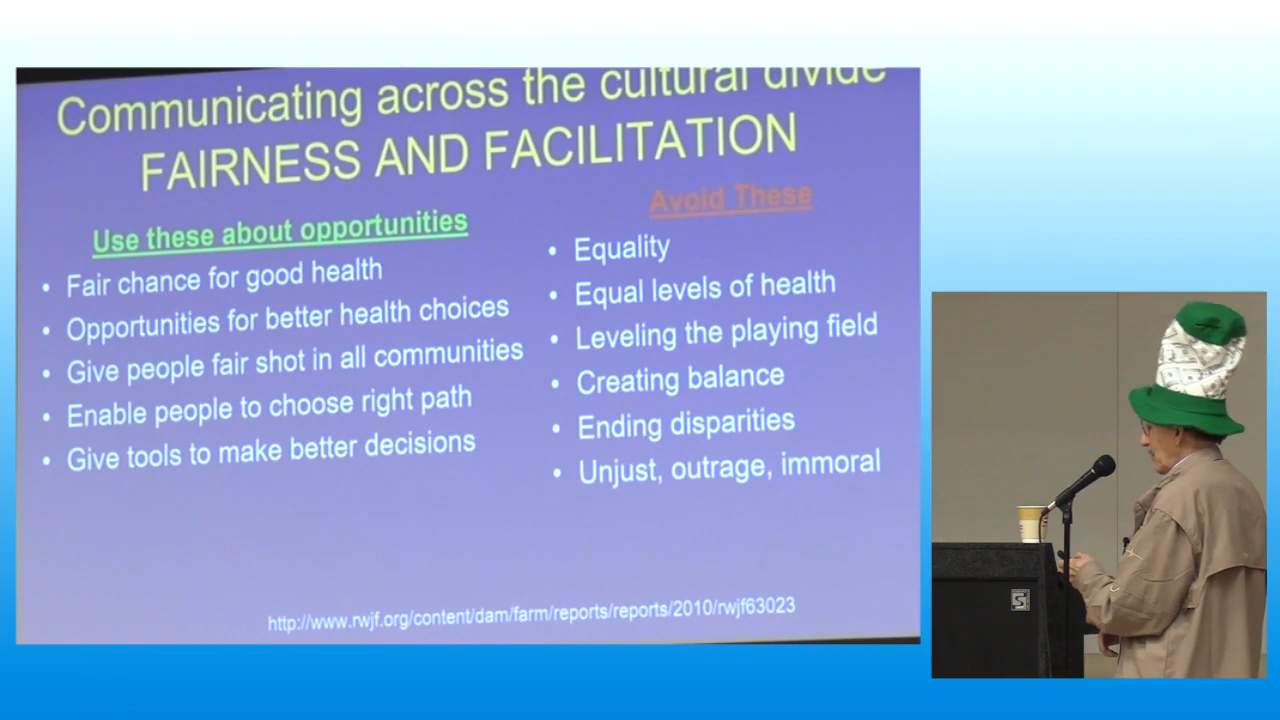 Communicating across the cultural divide
FAIRNESS AND FACILITATION
Use these about opportunities
• Fair chance for good health
• Opportunities for better health choices
• Give people fair shot in all communities
• Enable people to choose right path
• Give tools to make better decisions
Avoid These
• Equality
• Equal levels of health
• Leveling the playing field
• Creating balance
• Ending disparities
• Unjust, outrage, immoral
http://www.rwjf.org/content/dam/farm/reports/reports/2010/rwjf63023